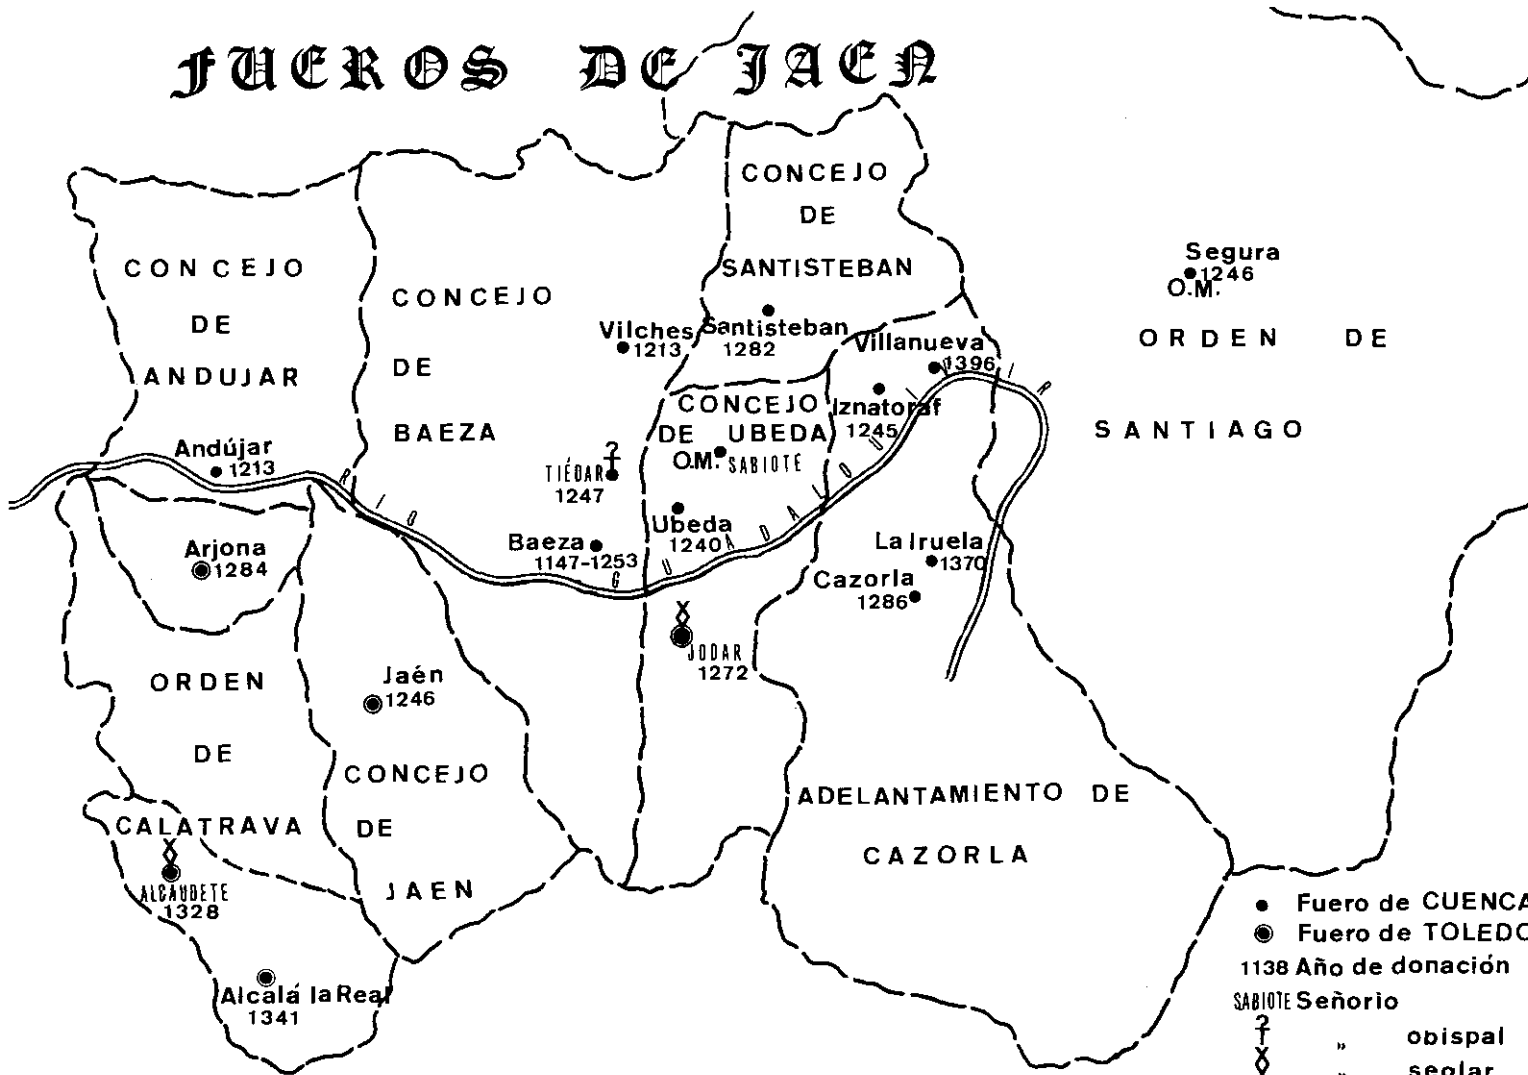 FUEROS DE JAEN
CONCEJO
DE
SANTISTEBAN
Santisteban
1282
CONCEJO
DE
ANDUJAR
Andújar
1213
CONCEJO
DE
BAEZA
Vilches
1213
TIÉDAR
1247
Baeza
1147-1253
CONCEJO
DE UBEDA
O.M. SABIOTE
Ubeda
1240
Villanueva
1396
Iznatoraf
1245
Segura
1246
O.M.
ORDEN DE
SANTIAGO
RIO GUADALQUIVIR
Arjona
1284
ORDEN
DE
CALATRAVA
Jaén
1246
CONCEJO
DE
JAEN
JODAR
1272
La Iruela
1370
Cazorla
1286
ADELANTAMIENTO DE
CAZORLA
ALCAUDETE
1328
Alcalá la Real
1341
Fuero de CUENCA
Fuero de TOLEDO
1138 Año de donación
SABIOTE Señorio
" obispal
" seglar